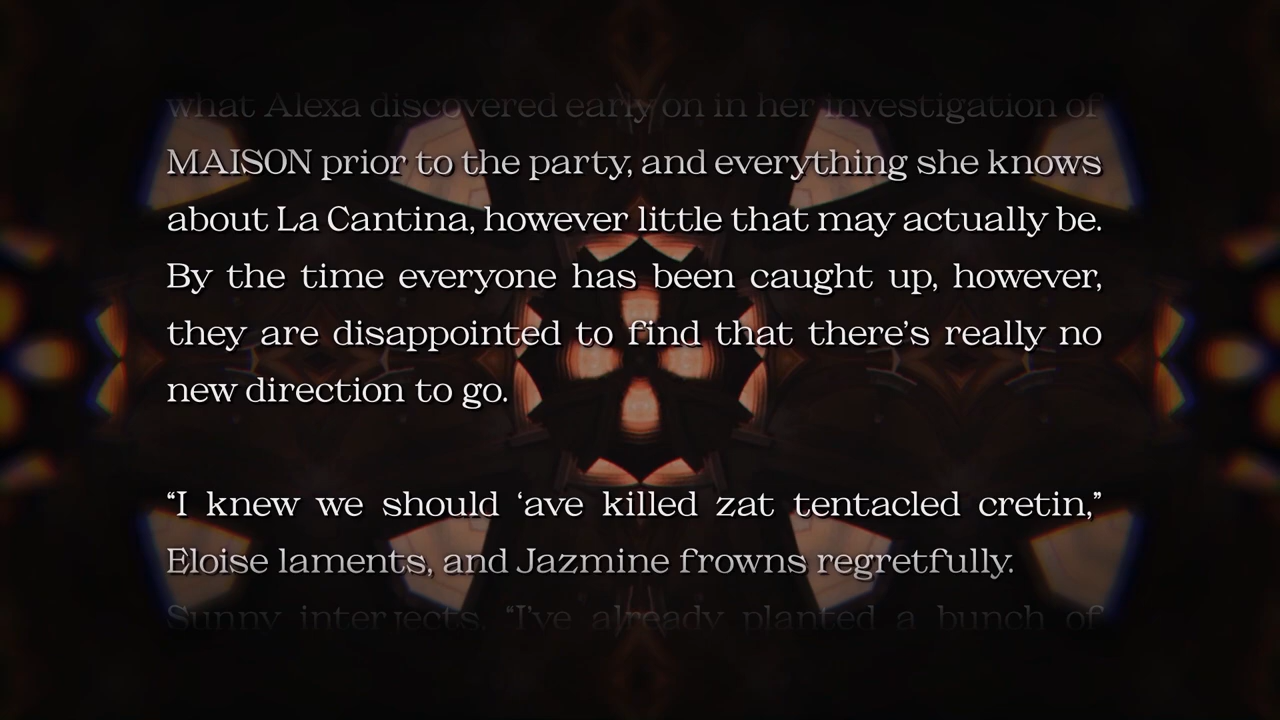 what Alexa discovered early on in her investigation of
MAISON prior to the party, and everything she knows
about La Cantina, however little that may actually be.
By the time everyone has been caught up, however,
they are disappointed to find that there’s really no
new direction to go.
“I knew we should ‘ave killed zat tentacled cretin,”
Eloise laments, and Jazmine frowns regretfully.
Sunny interjects, “I’ve already planted a bunch of